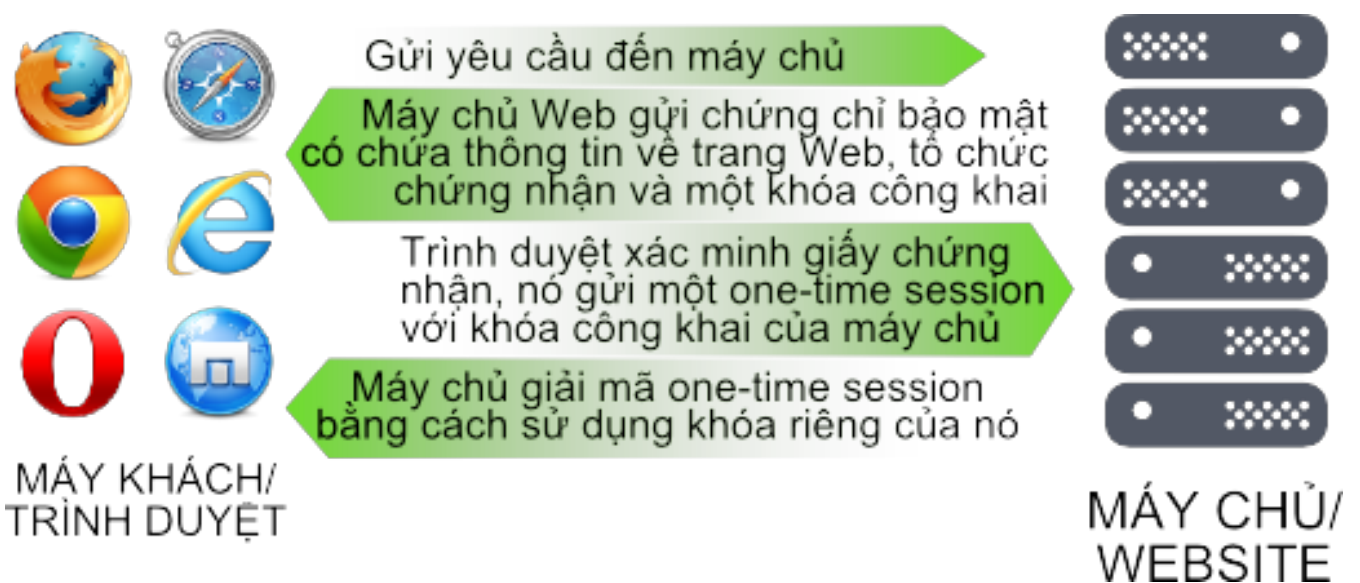 Gửi yêu cầu đến máy chủ
Máy chủ Web gửi chứng chỉ bảo mật
có chứa thông tin về trang Web, tổ chức
chứng nhận và một khóa công khai
Trình duyệt xác minh giấy chứng
nhận, nó gửi một one-time session
với khóa công khai của máy chủ
Máy chủ giải mã one-time session
bằng cách sử dụng khóa riêng của nó
MÁY KHÁCH/
TRÌNH DUYỆT
MÁY CHỦ/
WEBSITE